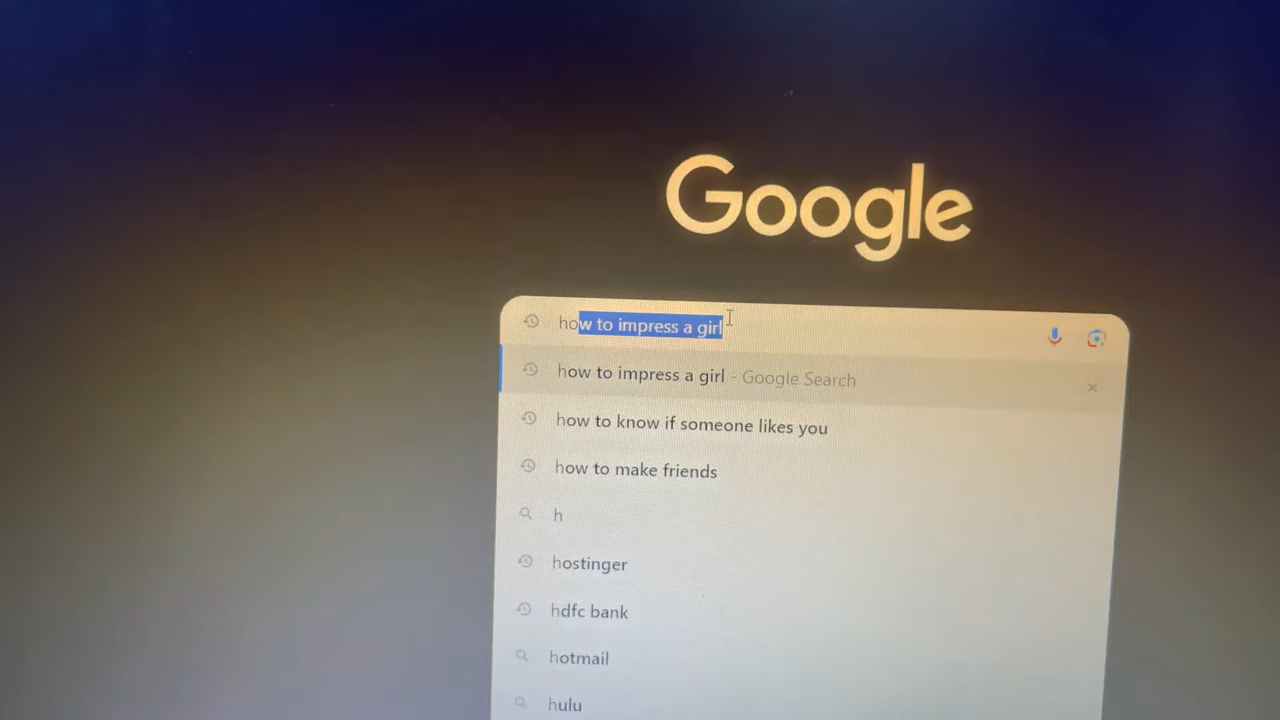 Google
how to impress a girl
how to impress a girl - Google Search
how to know if someone likes you
how to make friends
h
hostinger
hdfc bank
hotmail
hulu